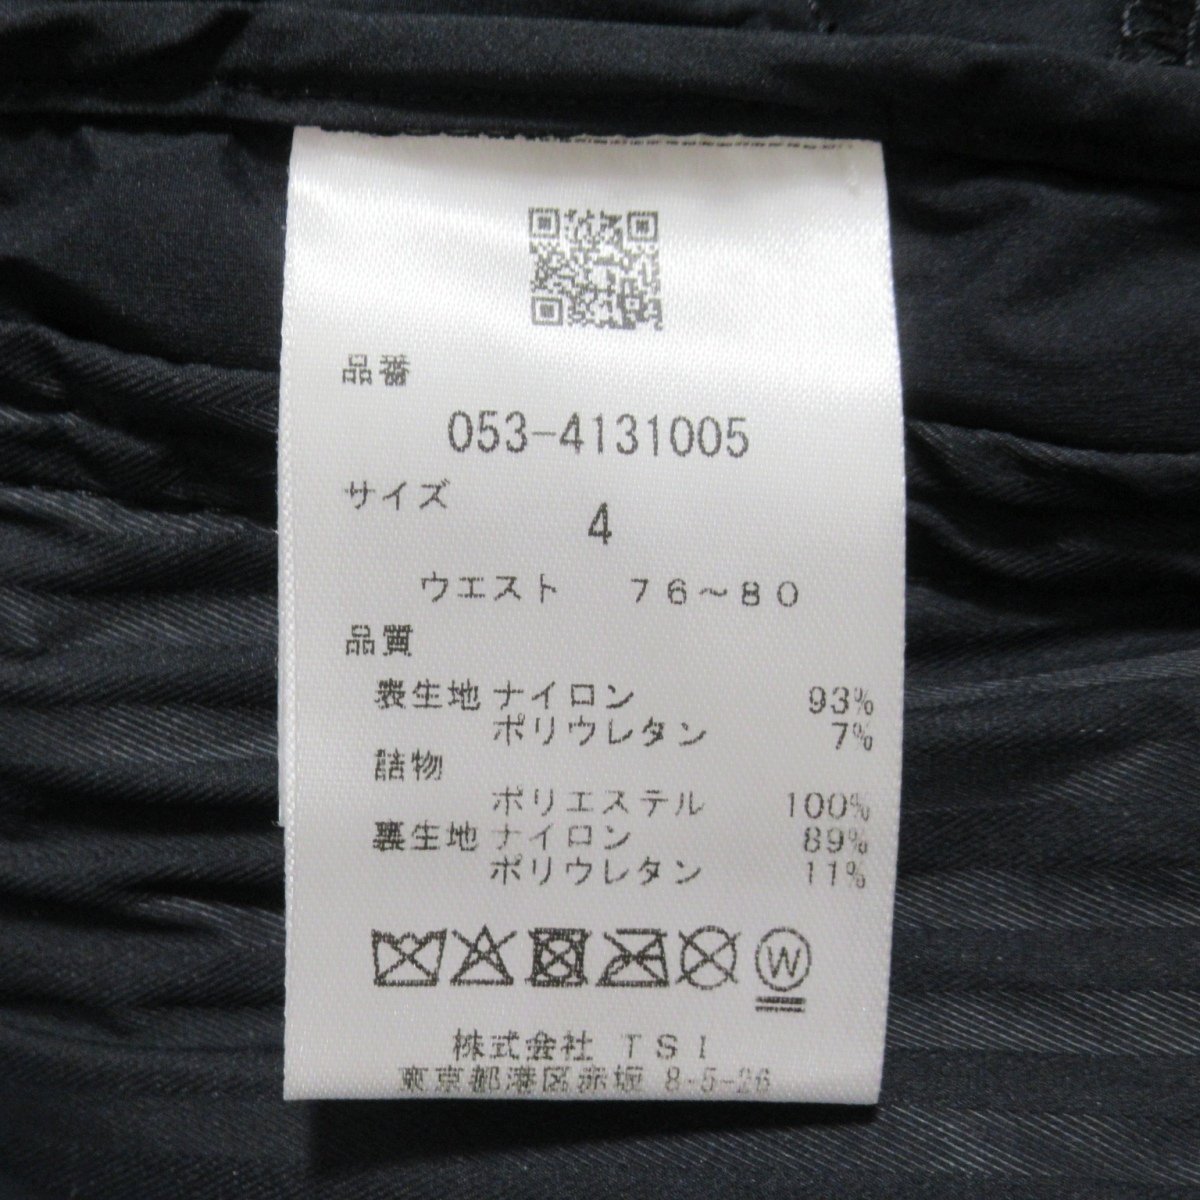 品番
053-4131005
サイズ
4
ウエスト 76〜80
品質
表生地 ナイロン 93%
ポリウレタン 7%
詰物
ポリエステル 100%
裏生地 ナイロン 89%
ポリウレタン 11%
W
株式会社 TSI
東京都港区赤坂 8-5-26